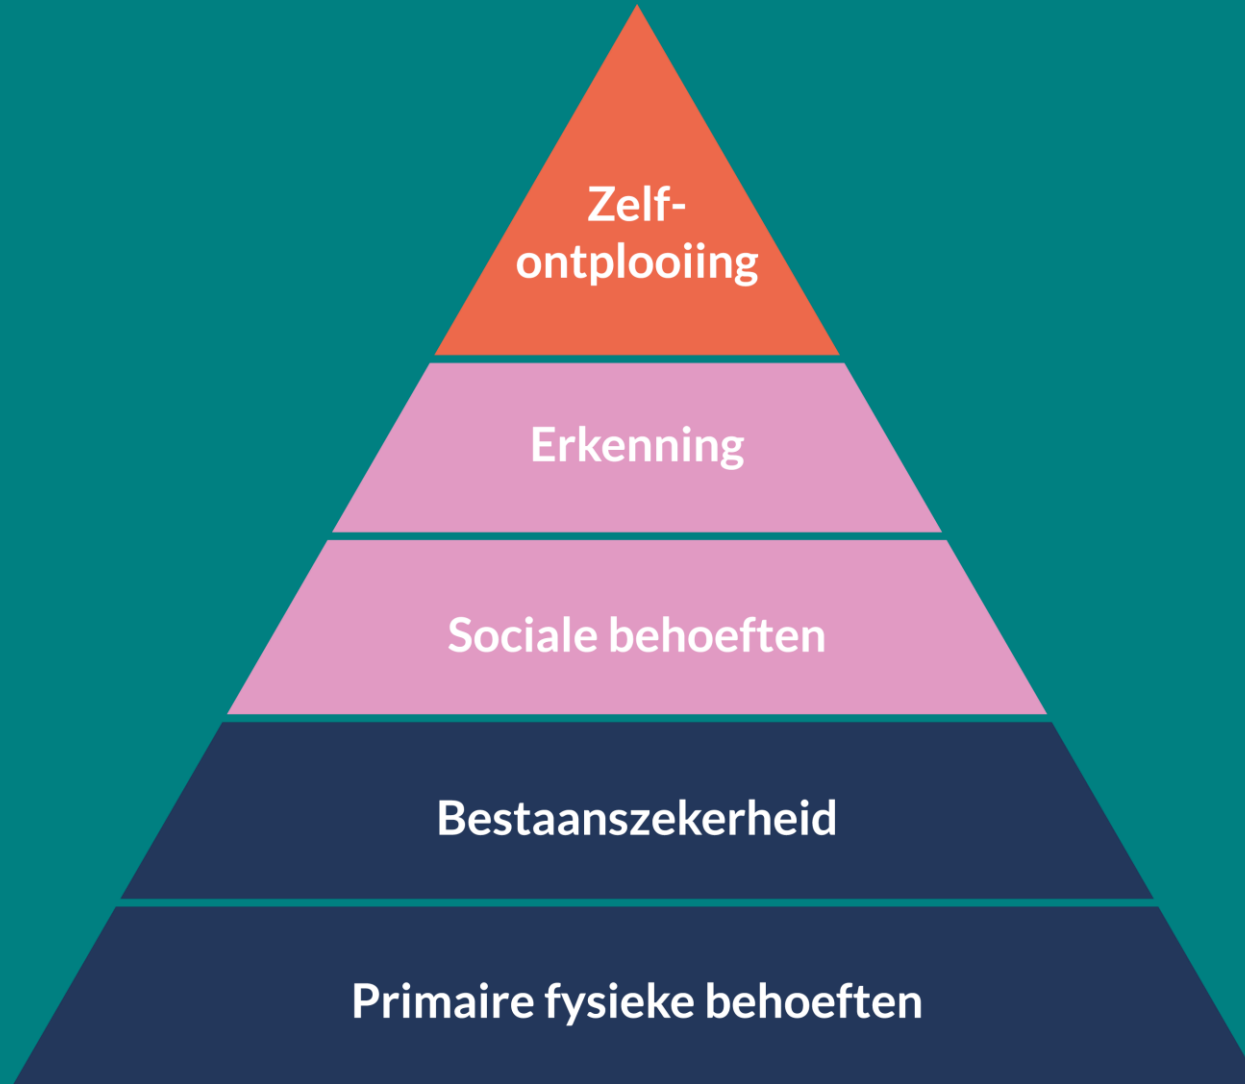 Zelf-
ontplooiing
Erkenning
Sociale behoeften
Bestaanszekerheid
Primaire fysieke behoeften